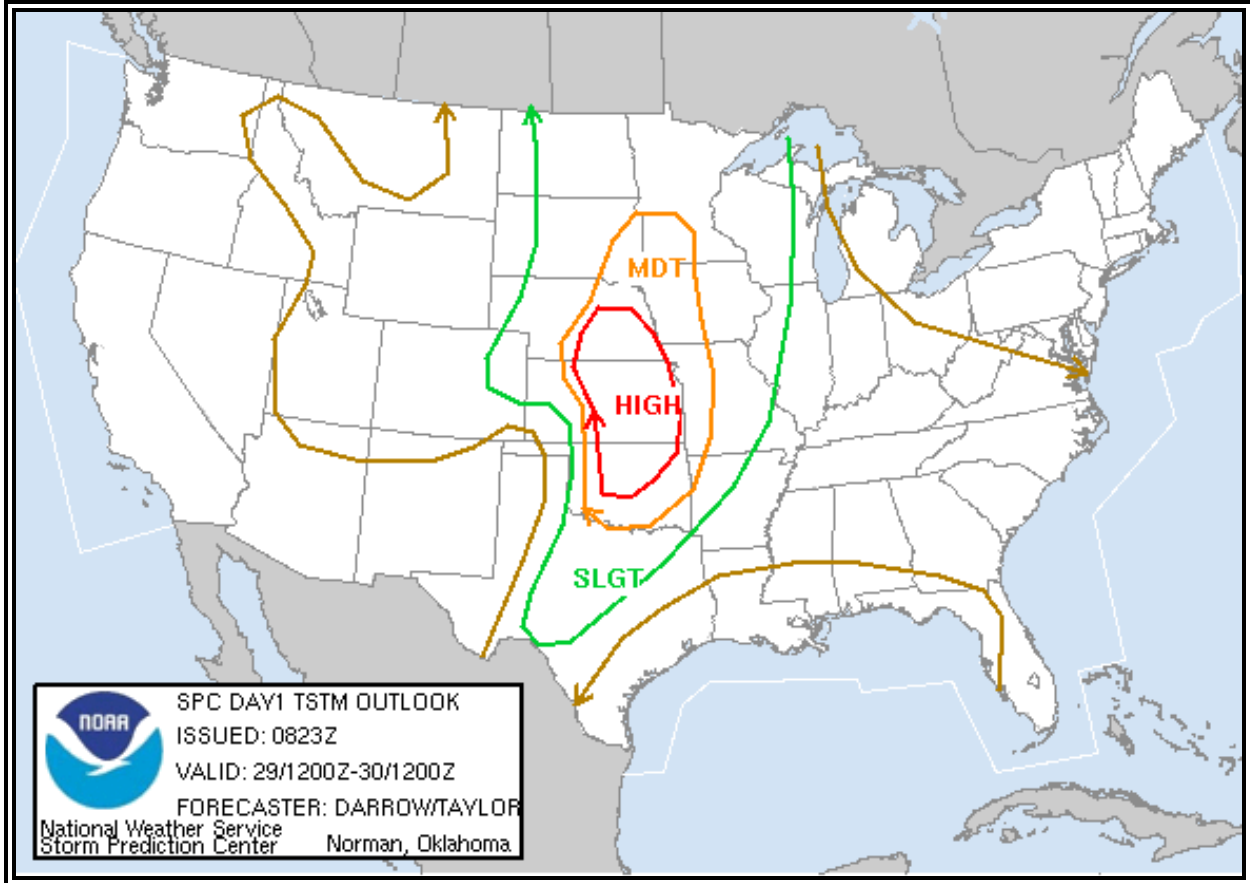 MDT
HIGH
SLGT
NOAA
SPC DAY1 TSTM OUTLOOK
ISSUED: 0823Z
VALID: 29/1200Z-30/1200Z
FORECASTER: DARROW/TAYLOR
National Weather Service
Storm Prediction Center Norman, Oklahoma